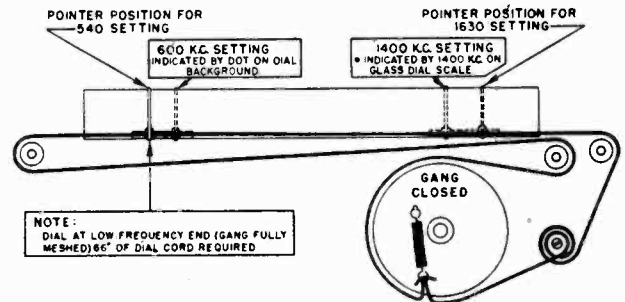 POINTER POSITION FOR
540 SETTING
POINTER POSITION FOR
1630 SETTING
600 K.C. SETTING
INDICATED BY DOT ON DIAL
BACKGROUND
1400 K.C. SETTING
• INDICATED BY 1400 KC. ON
GLASS DIAL SCALE
GANG
CLOSED
NOTE:
DIAL AT LOW FREQUENCY END (GANG FULLY
MESHED) 66" OF DIAL CORD REQUIRED